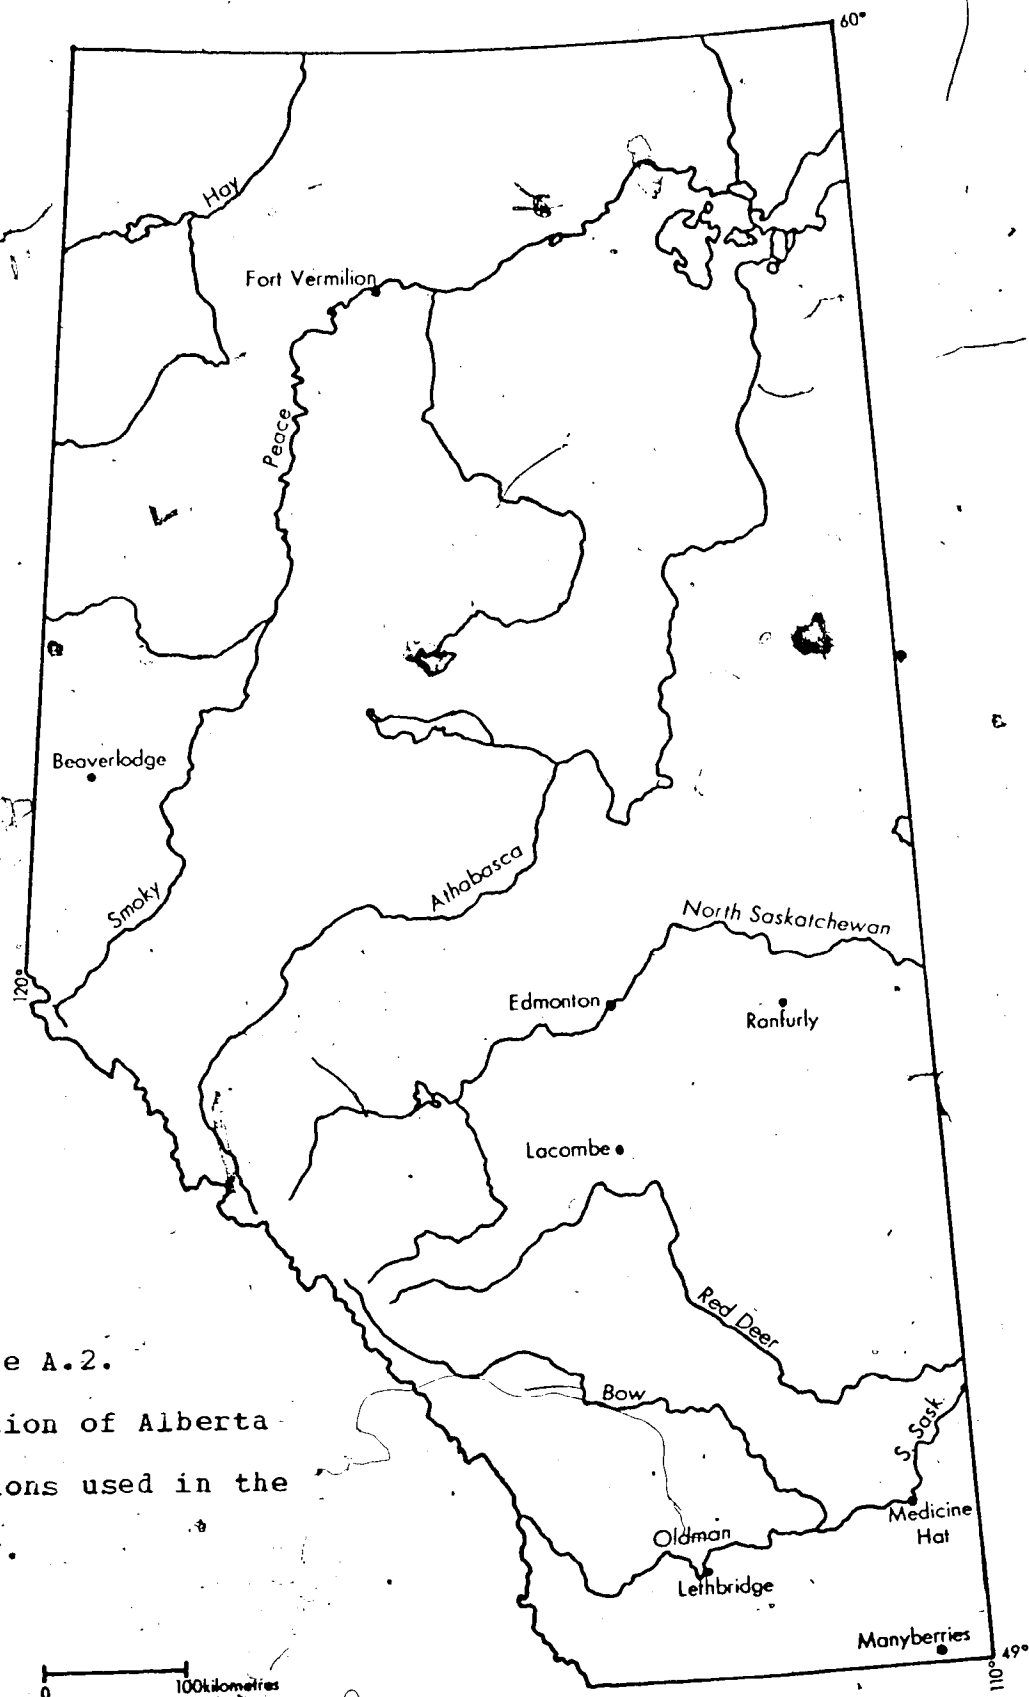 60°
Hay
Fort Vermilion
Peace
Beaverlodge
Smoky
Athabasca
North Saskatchewan
120°
Edmonton
Ranfurly
Lacombe
Red Deer
e A.2.
Bow
ion of Alberta
S. Sask
ons used in the
Medicine
Hat
Oldman
Lethbridge
Manyberries
49°
110°
0
100kilometres